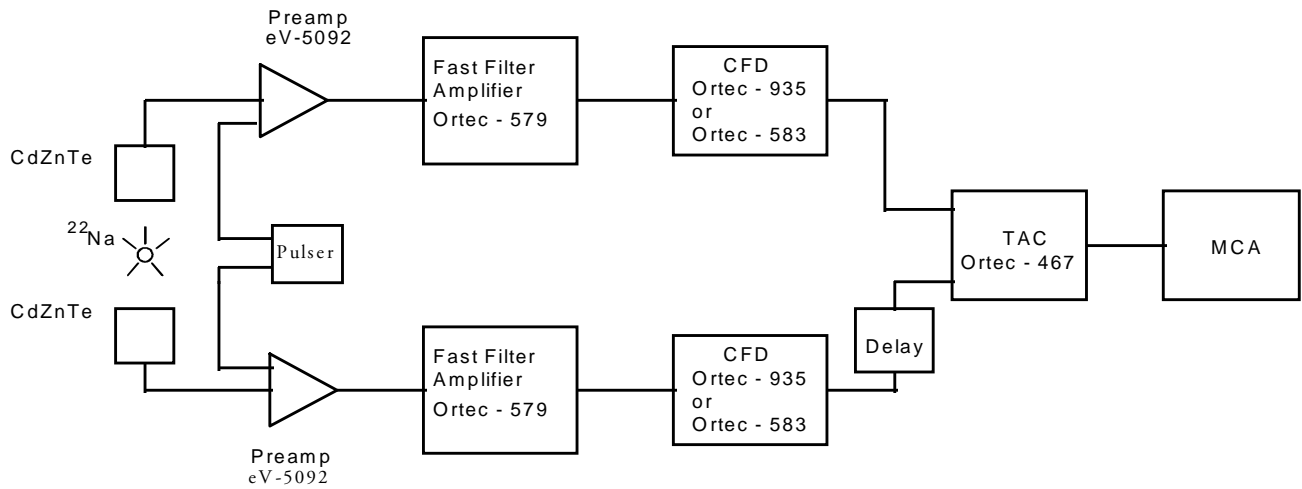 Preamp
eV-5092
Fast Filter
Amplifier
Ortec - 579
CFD
Ortec - 935
or
Ortec - 583
CdZnTe
22Na
Pulser
TAC
Ortec - 467
MCA
CdZnTe
Delay
Fast Filter
Amplifier
Ortec - 579
CFD
Ortec - 935
or
Ortec - 583
Preamp
eV-5092